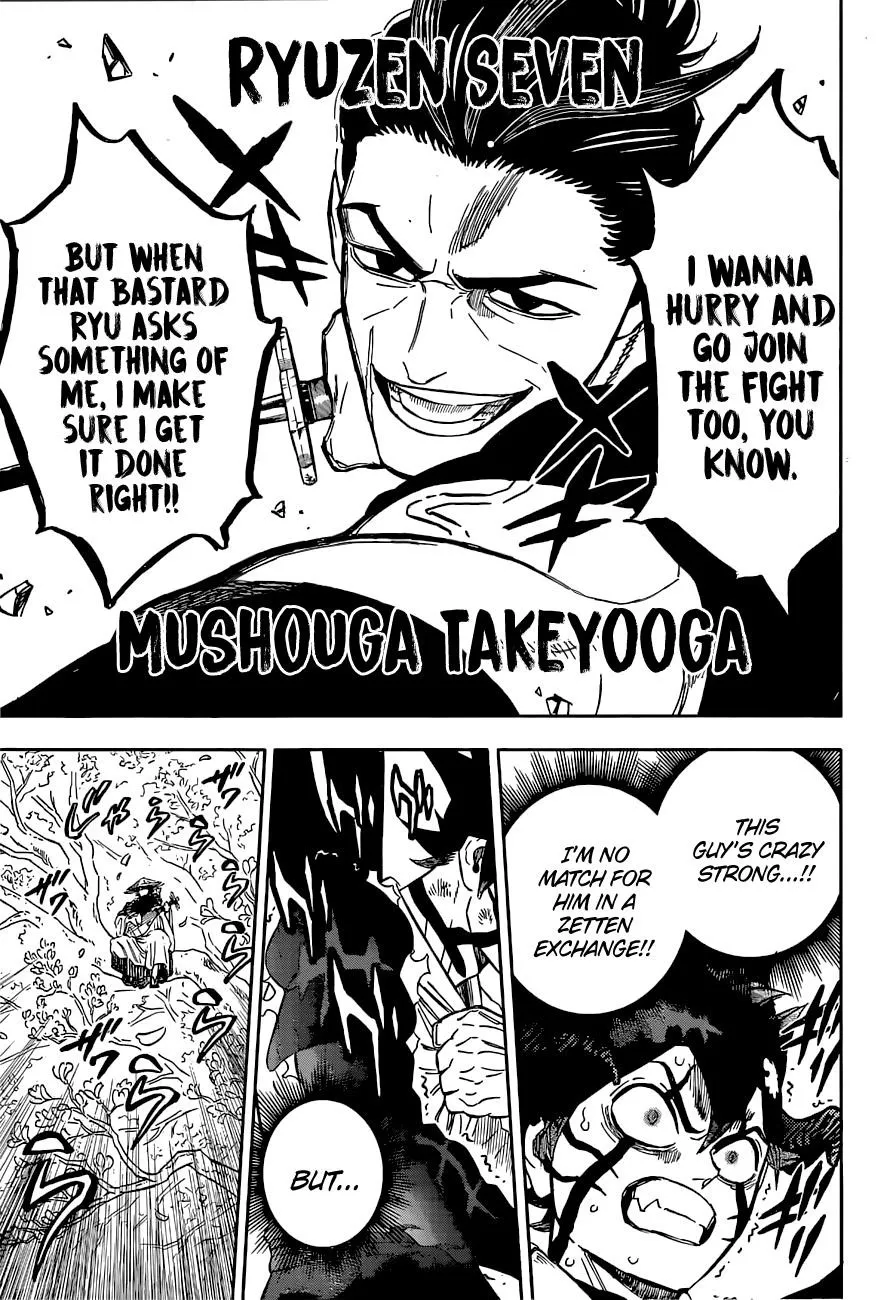 RYUZEN SEVEN
I WANNA
HURRY AND
GO JOIN
THE FIGHT
TOO, YOU
KNOW.
BUT WHEN
THAT BASTARD
RYU ASKS
SOMETHING OF
ME, I MAKE
SURE I GET
IT DONE
RIGHT!!
MUSHOUGA TAKEYOOGA
THIS
GUY'S CRAZY
STRONG...!!
I'M NO
MATCH FOR
HIM IN A
ZETTEN
EXCHANGE!!
BUT...